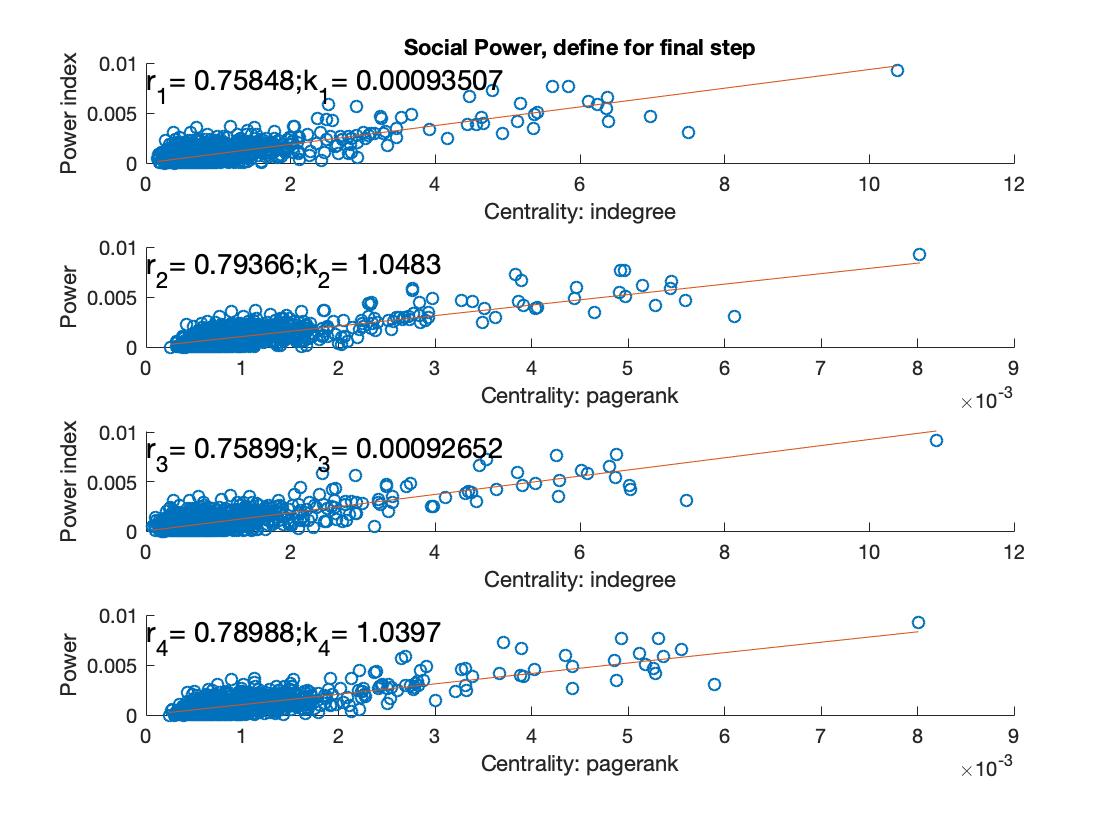 Social Power, define for final step
0.01
r1= 0.75848;k1= 0.00093507
Power index
0.005
0
0 2 4 6 8 10 12
Centrality: indegree
0.01
r2= 0.79366;k2= 1.0483
Power
0.005
0
0 1 2 3 4 5 6 7 8 9
Centrality: pagerank
×10-3
0.01
r3= 0.75899;k3= 0.00092652
Power index
0.005
0
0 2 4 6 8 10 12
Centrality: indegree
0.01
r4= 0.78988;k4= 1.0397
Power
0.005
0
0 1 2 3 4 5 6 7 8 9
Centrality: pagerank
×10-3